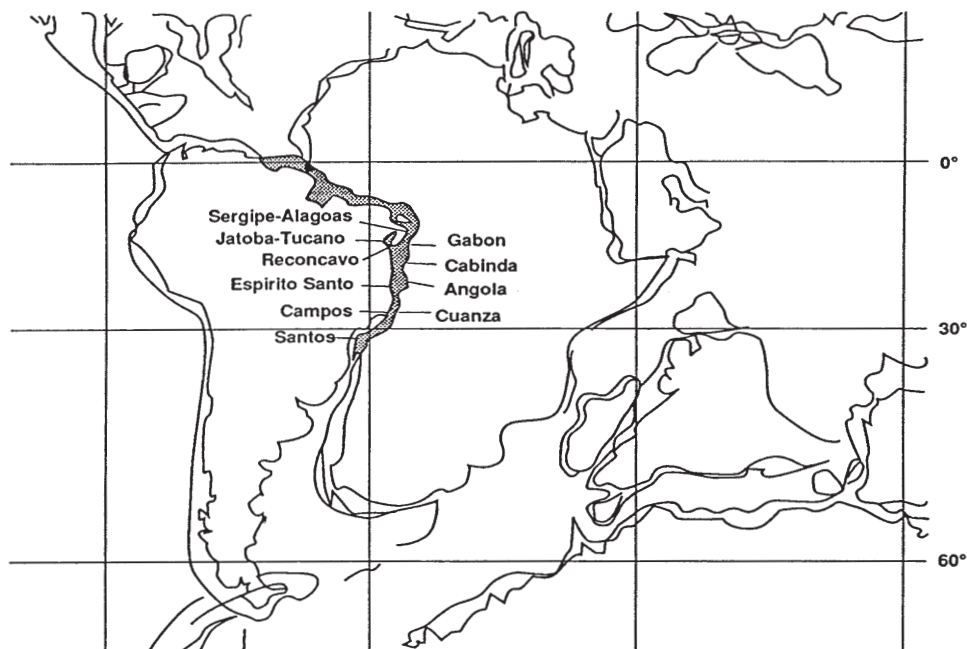 0°
Sergipe-Alagoas
Jatoba-Tucano
Gabon
Reconcavo
Cabinda
Espirito Santo
Angola
Campos
Cuanza
30°
Santos
60°